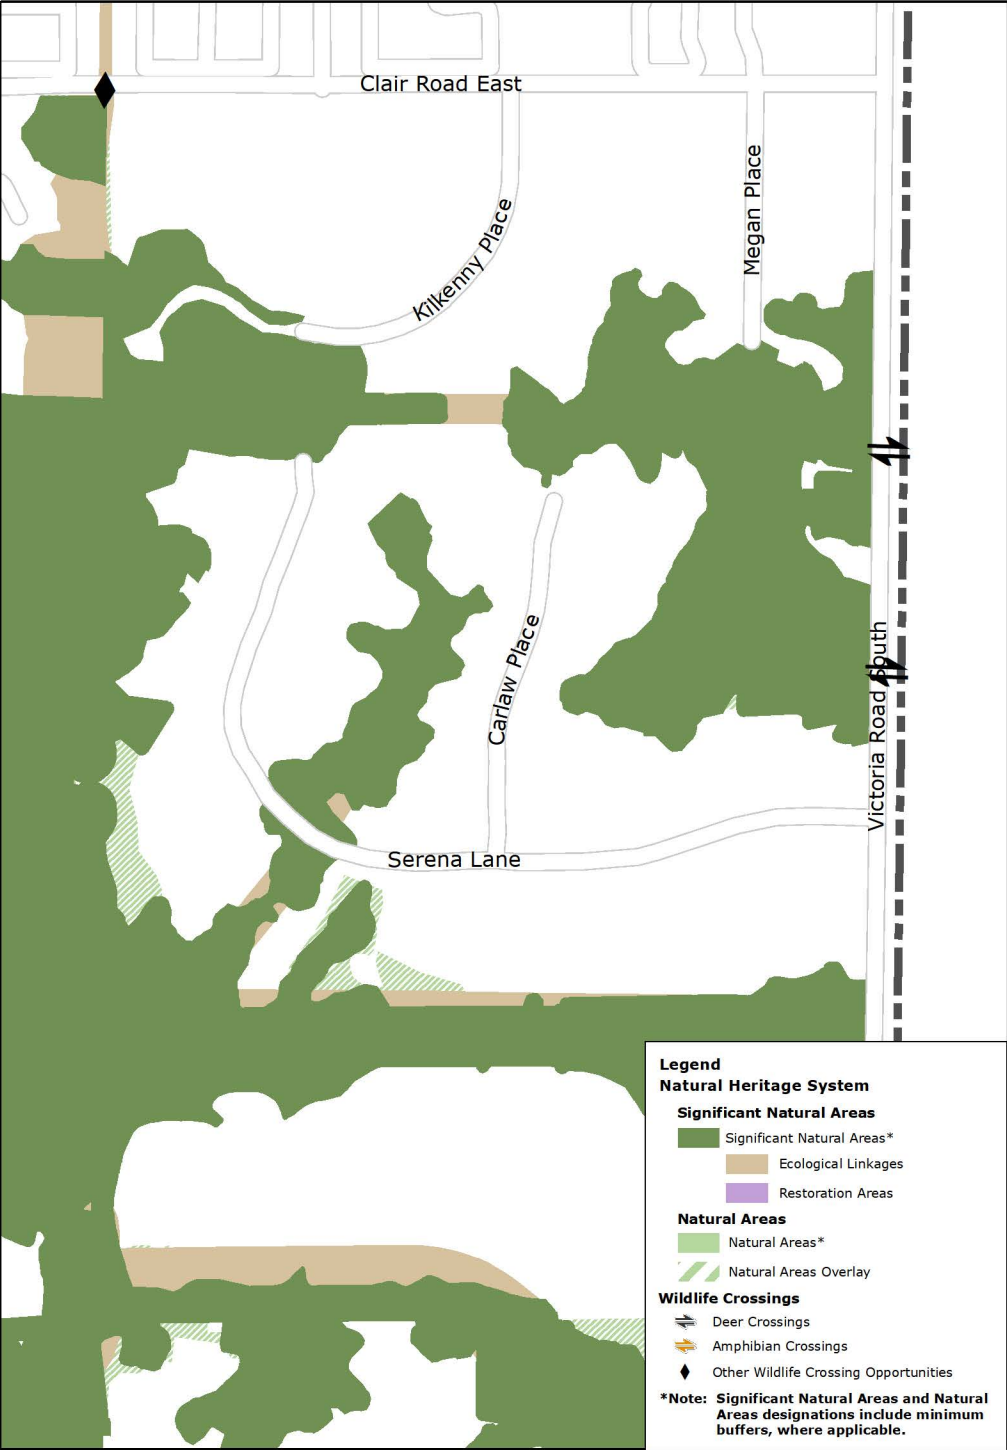 Clair Road East
Megan Place
Kilkenny Place
Carlaw Place
Victoria Road South
Serena Lane
Legend
Natural Heritage System
Significant Natural Areas
Significant Natural Areas*
Ecological Linkages
Restoration Areas
Natural Areas
Natural Areas*
Natural Areas Overlay
Wildlife Crossings
Deer Crossings
Amphibian Crossings
Other Wildlife Crossing Opportunities
*Note: Significant Natural Areas and Natural
Areas designations include minimum
buffers, where applicable.